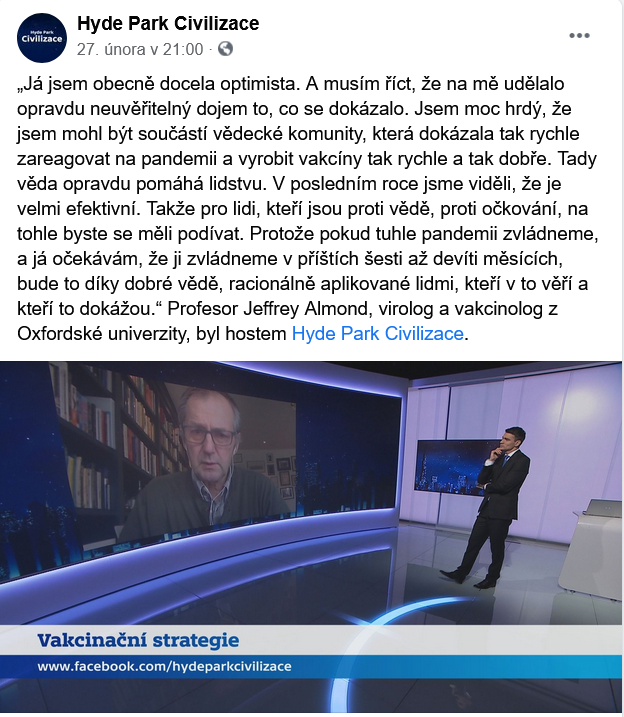 Hyde Park
Civilizace
Hyde Park Civilizace
27. února v 21:00 ·
„Já jsem obecně docela optimista. A musím říct, že na mě udělalo
opravdu neuvěřitelný dojem to, co se dokázalo. Jsem moc hrdý, že
jsem mohl být součástí vědecké komunity, která dokázala tak rychle
zareagovat na pandemii a vyrobit vakcíny tak rychle a tak dobře. Tady
věda opravdu pomáhá lidstvu. V posledním roce jsme viděli, že je
velmi efektivní. Takže pro lidi, kteří jsou proti vědě, proti očkování, na
tohle byste se měli podívat. Protože pokud tuhle pandemii zvládneme,
a já očekávám, že ji zvládneme v příštích šesti až devíti měsících,
bude to díky dobré vědě, racionálně aplikované lidmi, kteří v to věří a
kteří to dokážou.“ Profesor Jeffrey Almond, virolog a vakcinolog z
Oxfordské univerzity, byl hostem Hyde Park Civilizace.
Vakcinační strategie
www.facebook.com/hydeparkcivilizace